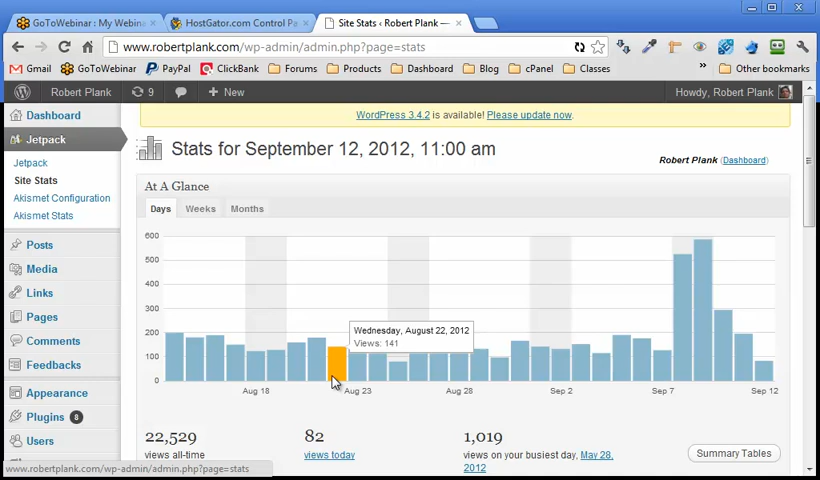 GoToWebinar : My Webina
HostGator.com Control Pa
Site Stats ‹ Robert Plank —
www.robertplank.com/wp-admin/admin.php?page=stats
Gmail GoToWebinar PayPal ClickBank Forums Products Dashboard Blog cPanel Classes » Other bookmarks
Robert Plank 9 + New Howdy, Robert Plank
Dashboard
Jetpack
Jetpack
Site Stats
Akismet Configuration
Akismet Stats
Posts
Media
Links
Pages
Comments
Feedbacks
Appearance
Plugins 8
Users
WordPress 3.4.2 is available! Please update now.
Stats for September 12, 2012, 11:00 am
Robert Plank (Dashboard)
At A Glance
Days Weeks Months
600
500
400
300
200
100
0
Wednesday, August 22, 2012
Views: 141
Aug 18 Aug 23 Aug 28 Sep 2 Sep 7 Sep 12
22,529
views all-time
82
views today
1,019
views on your busiest day, May 28,
2012
Summary Tables
www.robertplank.com/wp-admin/admin.php?page=stats